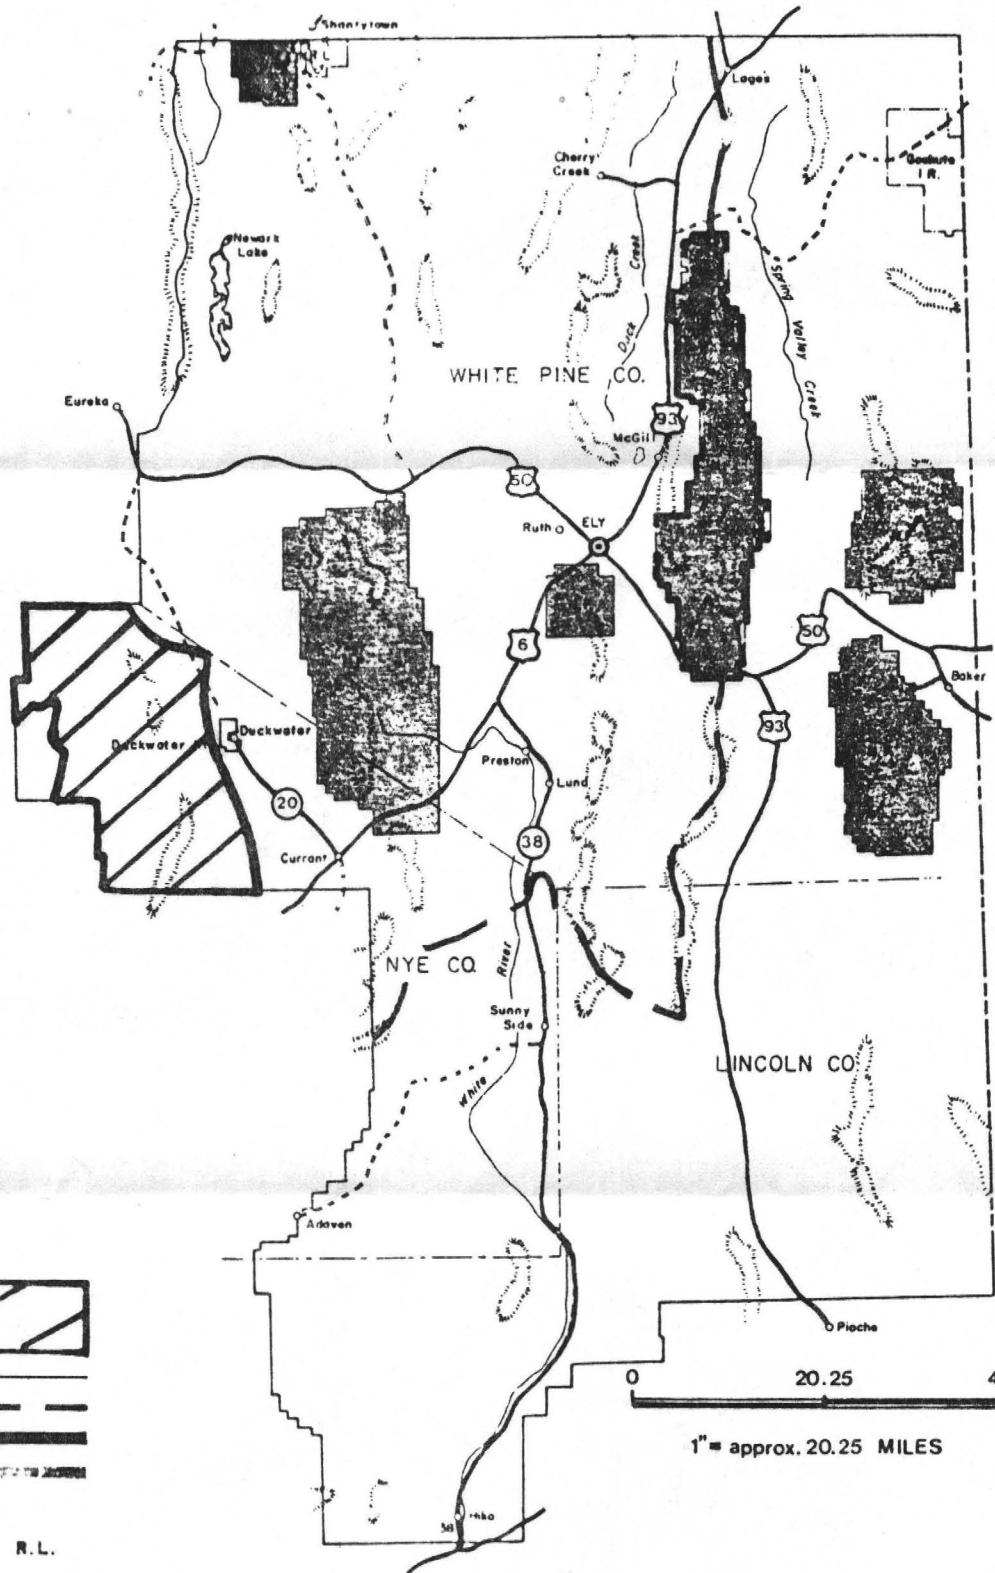 Shantytown
R.L.
Lages
Cherry
Creek
Goshute
I.R.
Newark
Lake
Duck Creek
Spring Valley Creek
WHITE PINE CO.
Eureka
93
McGill
50
Ruth
ELY
6
50
Baker
Duckwater
Duckwater
93
Preston
20
Lund
38
Currant
NYE CO.
White River
Sunny
Side
LINCOLN CO.
Adaven
Pioche
0 20.25 4
1"= approx. 20.25 MILES
38
Hiko
R.L.